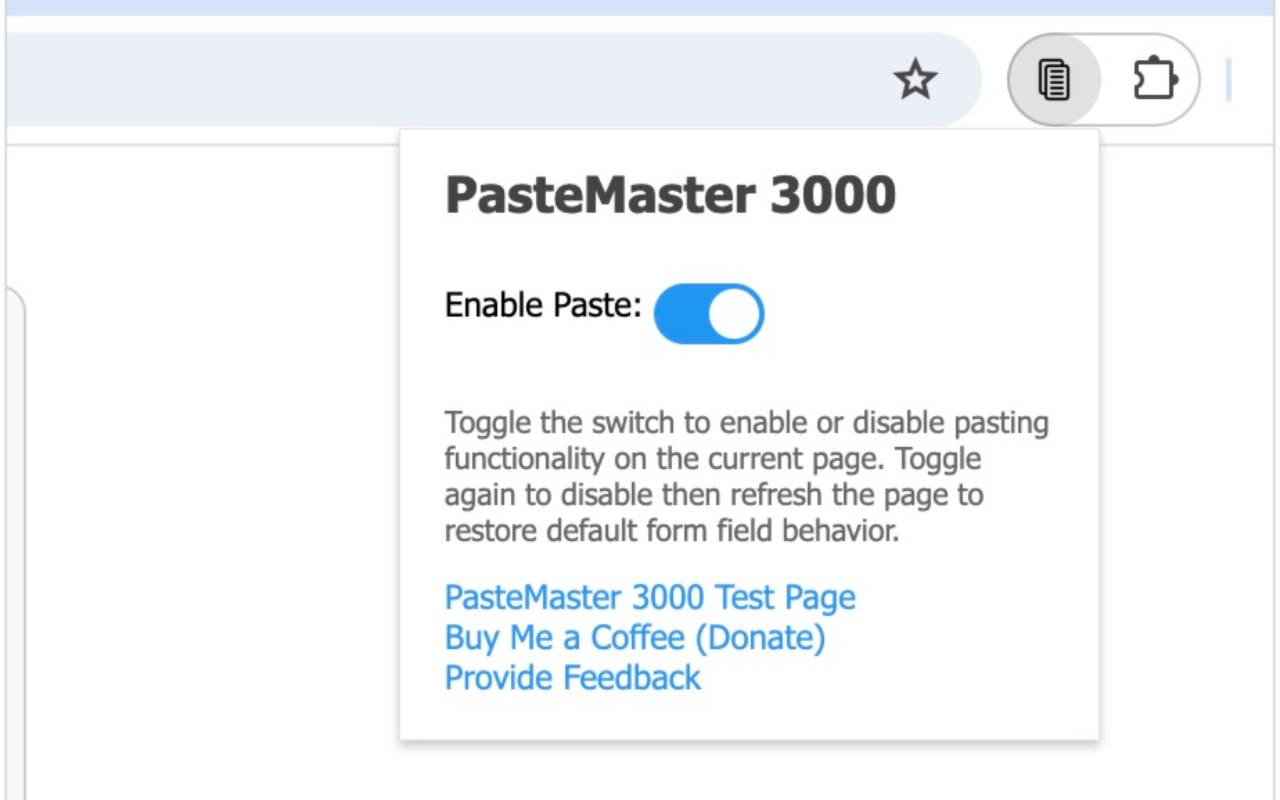 PasteMaster 3000
Enable Paste:
Toggle the switch to enable or disable pasting
functionality on the current page. Toggle
again to disable then refresh the page to
restore default form field behavior.
PasteMaster 3000 Test Page
Buy Me a Coffee (Donate)
Provide Feedback